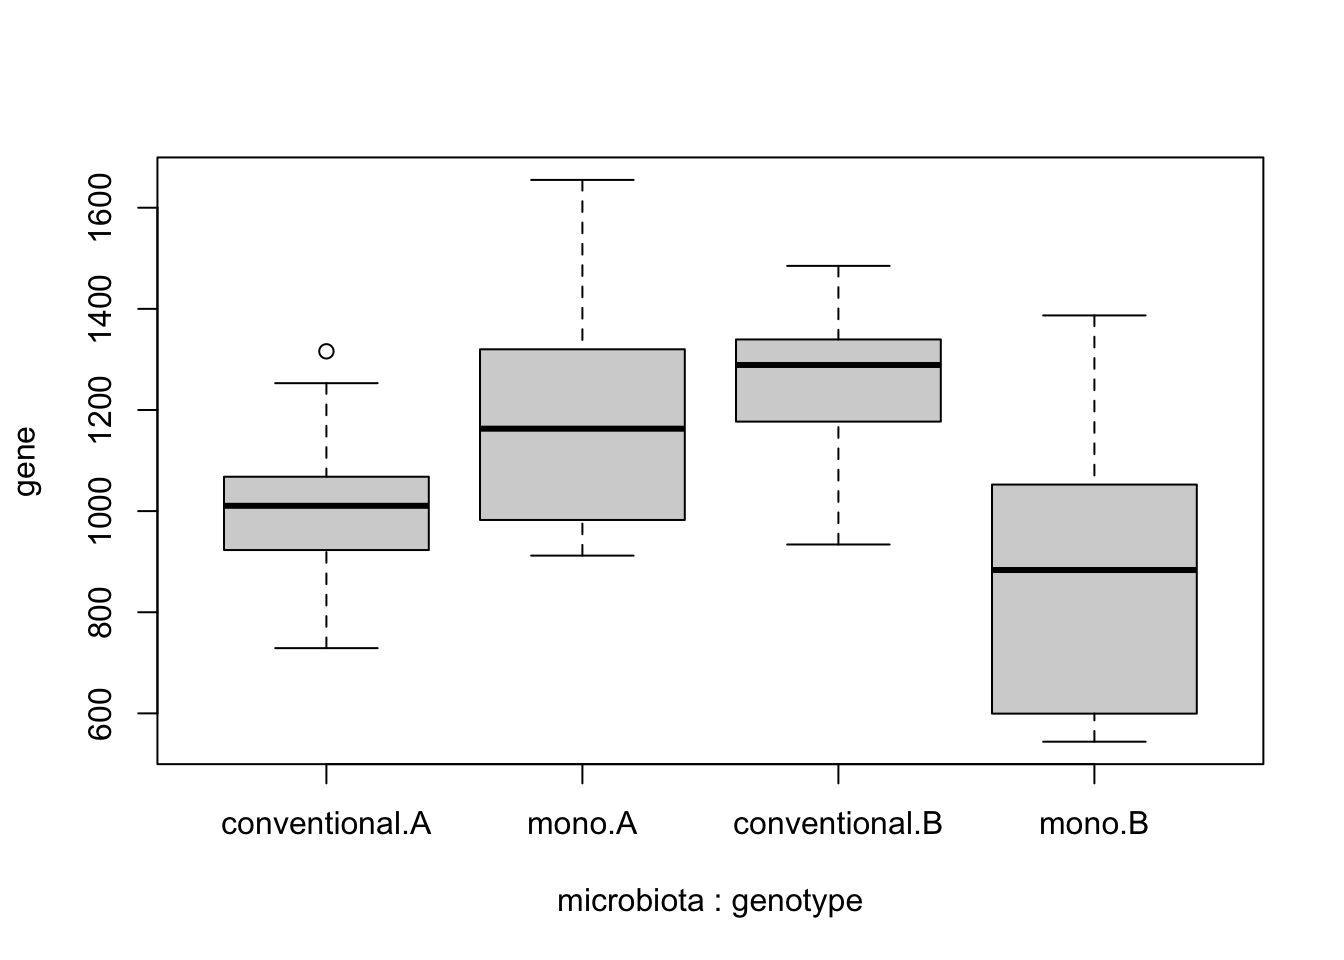 gene
1600
1400
1200
1000
800
600
conventional.A
mono.A
conventional.B
mono.B
microbiota : genotype